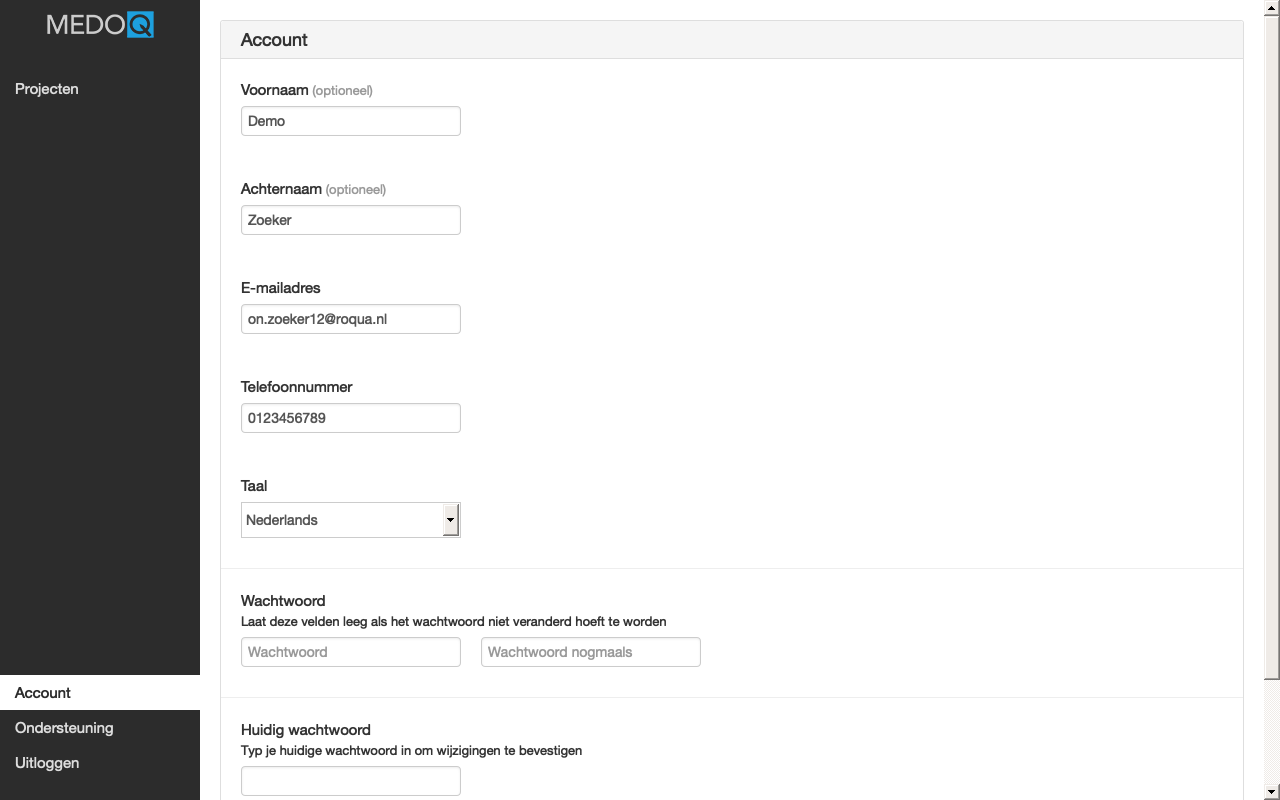 MEDOQ
Projecten
Account
Ondersteuning
Uitloggen
Account
Voornaam (optioneel)
Demo
Achternaam (optioneel)
Zoeker
E-mailadres
on.zoeker12@roqua.nl
Telefoonnummer
0123456789
Taal
Nederlands
Wachtwoord
Laat deze velden leeg als het wachtwoord niet veranderd hoeft te worden
Wachtwoord Wachtwoord nogmaals
Huidig wachtwoord
Typ je huidige wachtwoord in om wijzigingen te bevestigen